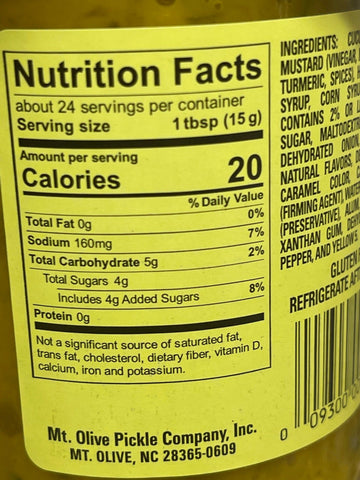 Nutrition Facts
about 24 servings per container
Serving size 1 tbsp (15 g)
Amount per serving
Calories 20
% Daily Value
Total Fat 0g 0%
Sodium 160mg 7%
Total Carbohydrate 5g 2%
Total Sugars 4g
Includes 4g Added Sugars 8%
Protein 0g
Not a significant source of saturated fat,
trans fat, cholesterol, dietary fiber, vitamin D,
calcium, iron and potassium.
Mt. Olive Pickle Company, Inc.
MT. OLIVE, NC 28365-0609
INGREDIENTS:
MUSTARD (VINEGAR,
TURMERIC, SPICES),
SYRUP, CORN
CONTAINS 2% OR
SUGAR,
DEHYDRATED ONION,
NATURAL FLAVORS,
CARAMEL COLOR,
(FIRMING AGENT),
(PRESERVATIVE),
XANTHAN GUM,
PEPPER, AND YELLOW
GLUTEN
REFRIGERATE
0 09300